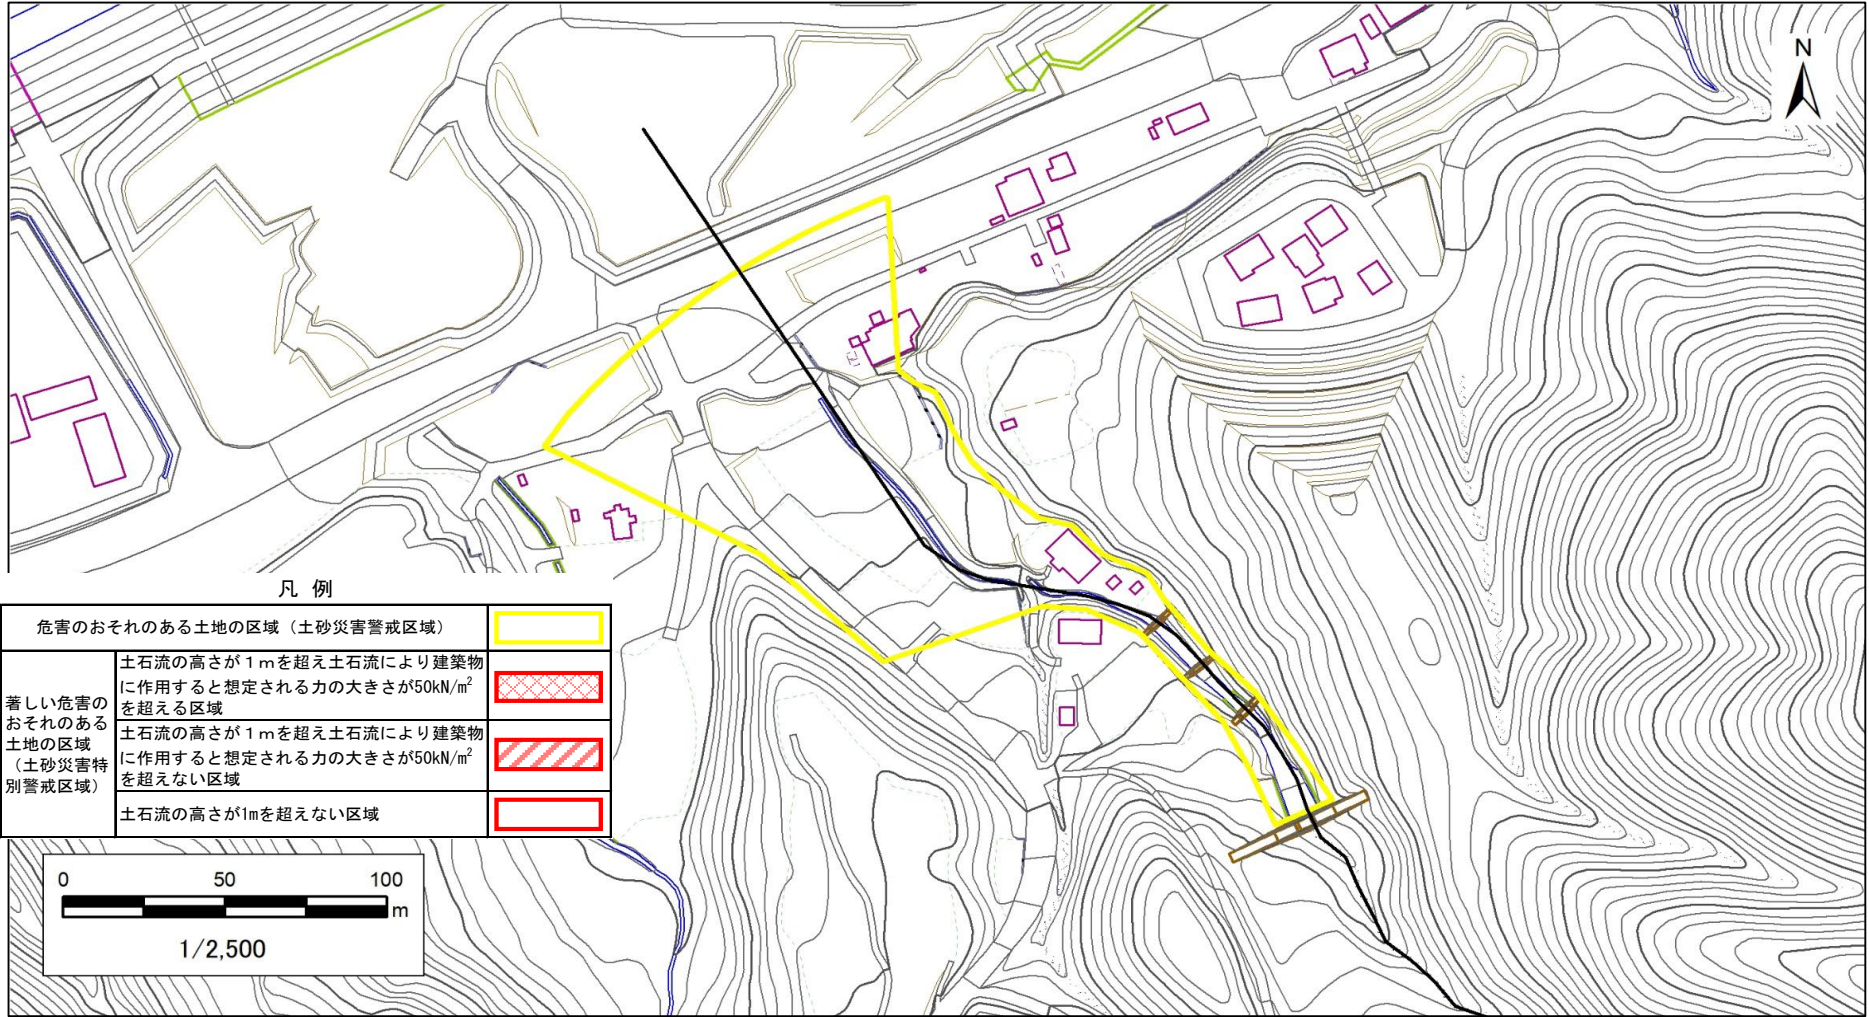 N
凡 例
危害のおそれのある土地の区域（土砂災害警戒区域）
著しい危害の
おそれのある
土地の区域
（土砂災害特
別警戒区域）
土石流の高さが１ｍを超え土石流により建築物
に作用すると想定される力の大きさが50kN/m²
を超える区域
土石流の高さが１ｍを超え土石流により建築物
に作用すると想定される力の大きさが50kN/m²
を超えない区域
土石流の高さが1mを超えない区域
0 50 100
m
1/2,500